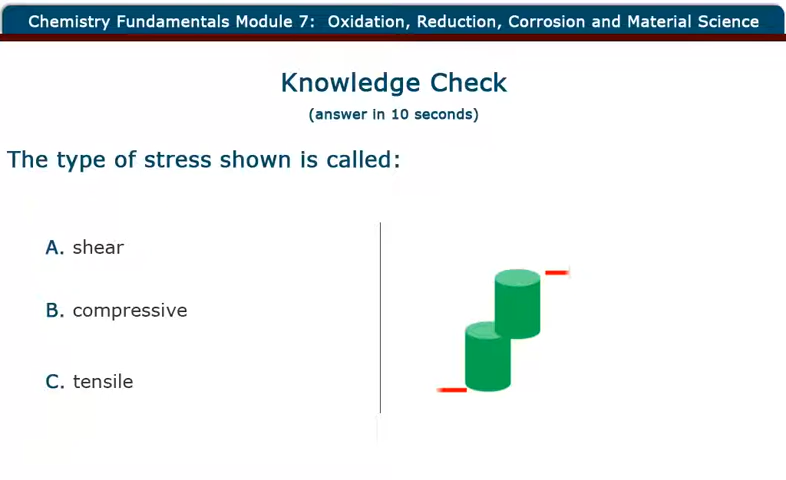 Chemistry Fundamentals Module 7: Oxidation, Reduction, Corrosion and Material Science
Knowledge Check
(answer in 10 seconds)
The type of stress shown is called:
A. shear
B. compressive
C. tensile